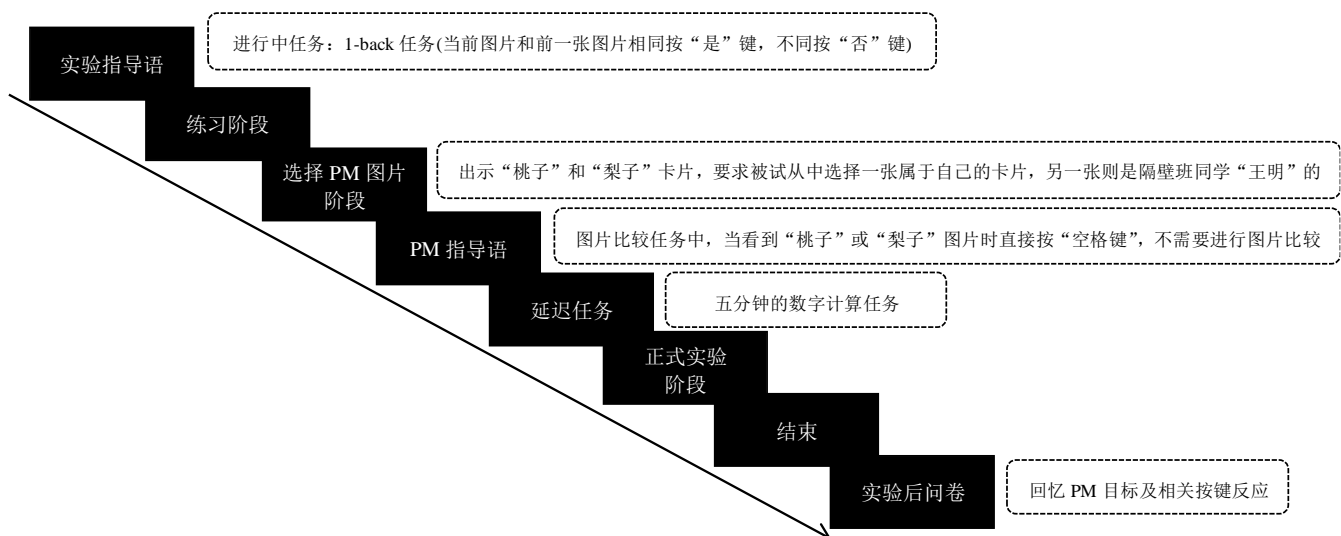 进行中任务：1-back 任务(当前图片和前一张图片相同按“是”键，不同按“否”键)
实验指导语
练习阶段
选择 PM 图片
阶段
出示“桃子”和“梨子”卡片，要求被试从中选择一张属于自己的卡片，另一张则是隔壁班同学“王明”的
PM 指导语
图片比较任务中，当看到“桃子”或“梨子”图片时直接按“空格键”，不需要进行图片比较
延迟任务
五分钟的数字计算任务
正式实验
阶段
结束
实验后问卷
回忆 PM 目标及相关按键反应